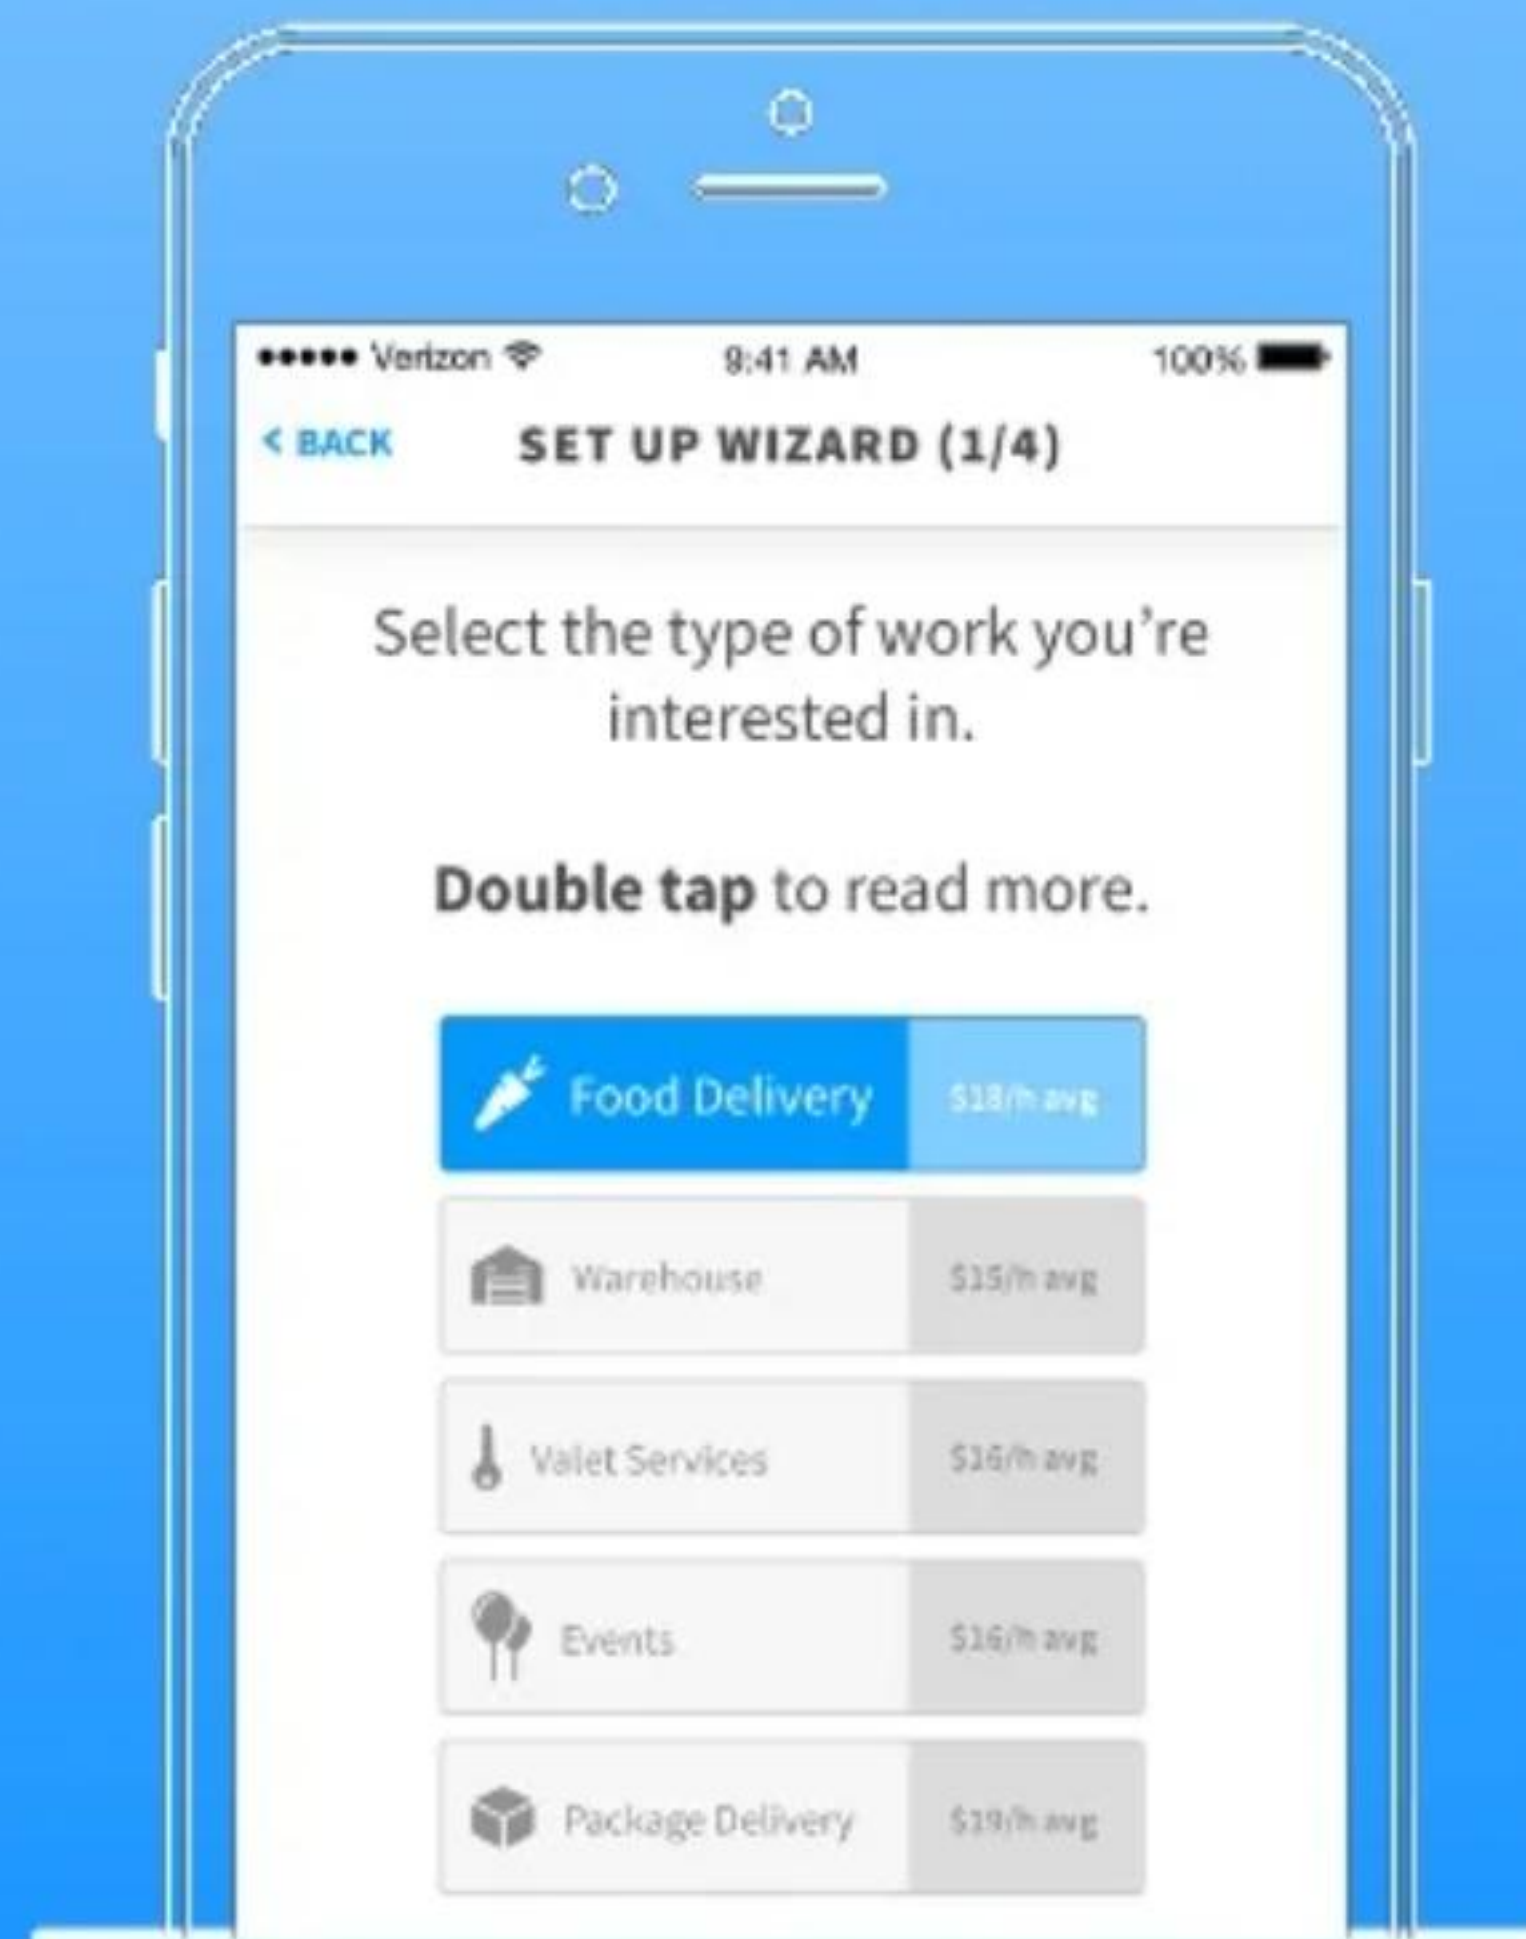 Verizon 9:41 AM 100%
< BACK SET UP WIZARD (1/4)
Select the type of work you're
interested in.
Double tap to read more.
Food Delivery $18/h avg
Warehouse $15/h avg
Valet Services $16/h avg
Events $16/h avg
Package Delivery $19/h avg